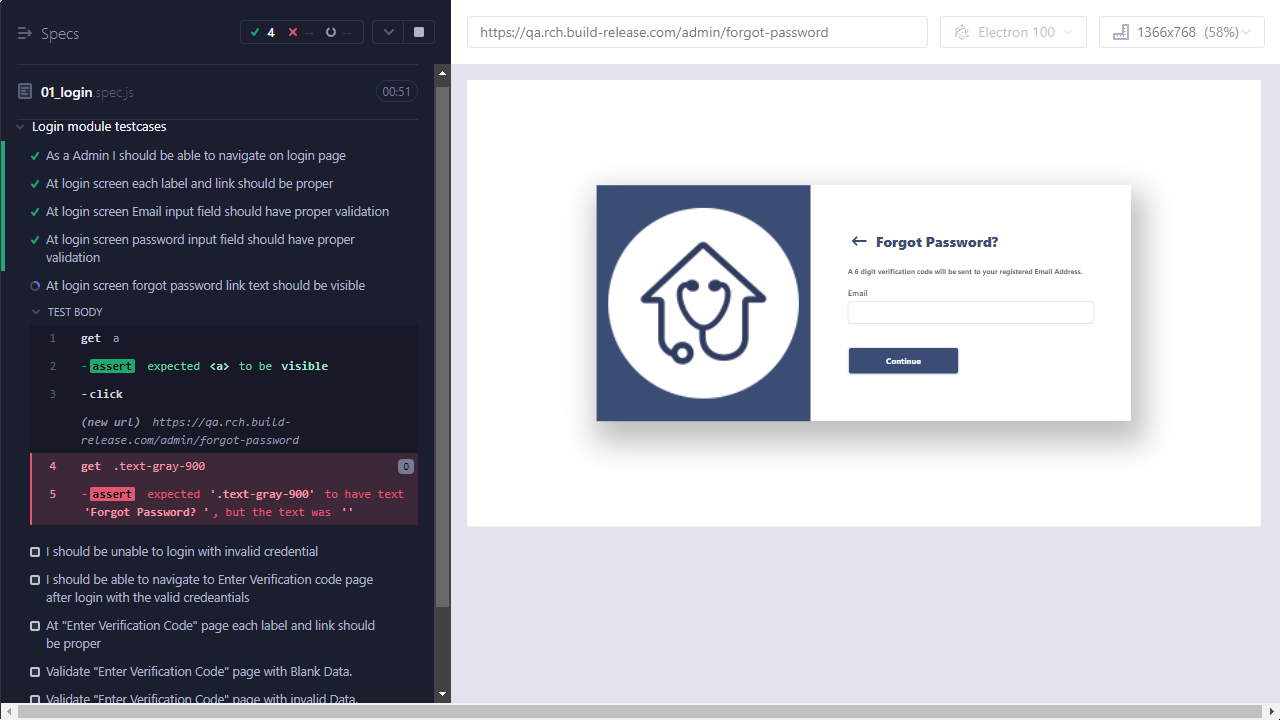 Specs
4
--
--
https://qa.rch.build-release.com/admin/forgot-password
Electron 100
1366x768 (58%)
01_login.spec.js
00:51
Login module testcases
As a Admin I should be able to navigate on login page
At login screen each label and link should be proper
At login screen Email input field should have proper validation
At login screen password input field should have proper
validation
At login screen forgot password link text should be visible
TEST BODY
1 get a
2 -assert expected <a> to be visible
3 -click
(new url) https://qa.rch.build-
release.com/admin/forgot-password
4 get .text-gray-900 0
5 -assert expected '.text-gray-900' to have text
'Forgot Password? ', but the text was ''
I should be unable to login with invalid credential
I should be able to navigate to Enter Verification code page
after login with the valid credeantials
At "Enter Verification Code" page each label and link should
be proper
Validate "Enter Verification Code" page with Blank Data.
Validate "Enter Verification Code" page with invalid Data.
Forgot Password?
A 6 digit verification code will be sent to your registered Email Address.
Email
Continue